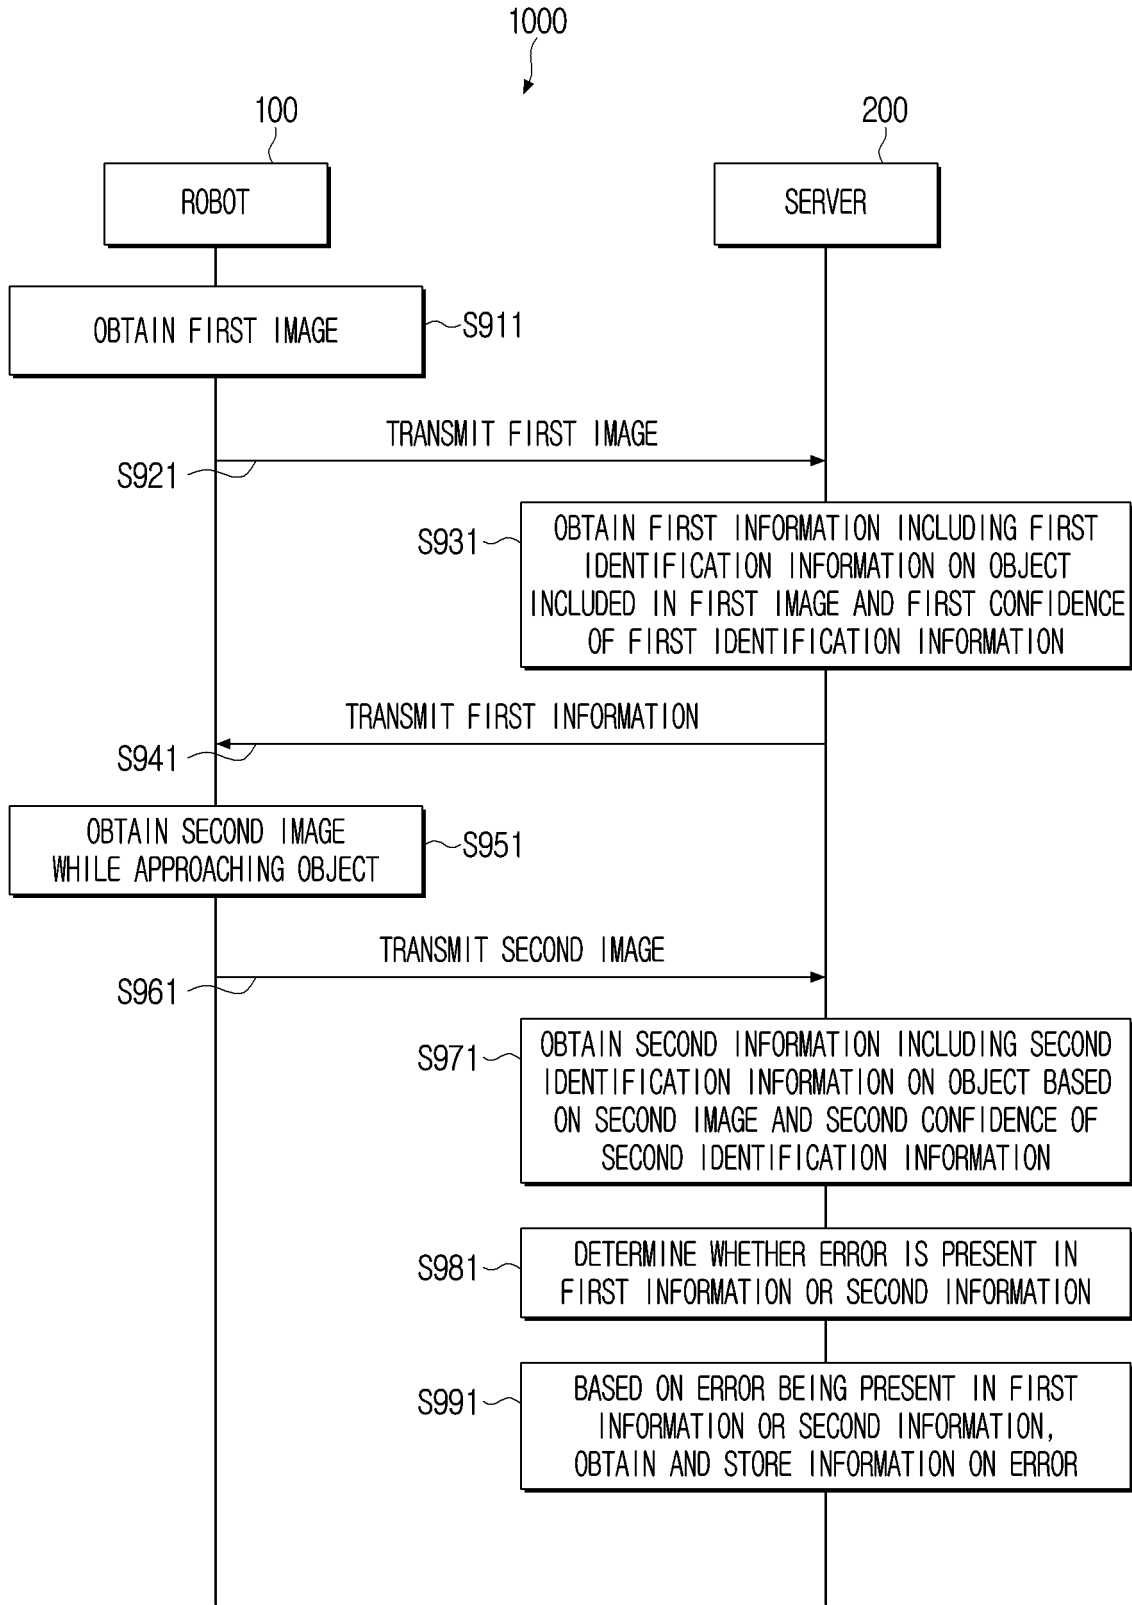 1000
100
200
ROBOT
SERVER
OBTAIN FIRST IMAGE
S911
TRANSMIT FIRST IMAGE
S921
S931
OBTAIN FIRST INFORMATION INCLUDING FIRST
IDENTIFICATION INFORMATION ON OBJECT
INCLUDED IN FIRST IMAGE AND FIRST CONFIDENCE
OF FIRST IDENTIFICATION INFORMATION
TRANSMIT FIRST INFORMATION
S941
OBTAIN SECOND IMAGE
WHILE APPROACHING OBJECT
S951
TRANSMIT SECOND IMAGE
S961
S971
OBTAIN SECOND INFORMATION INCLUDING SECOND
IDENTIFICATION INFORMATION ON OBJECT BASED
ON SECOND IMAGE AND SECOND CONFIDENCE OF
SECOND IDENTIFICATION INFORMATION
S981
DETERMINE WHETHER ERROR IS PRESENT IN
FIRST INFORMATION OR SECOND INFORMATION
S991
BASED ON ERROR BEING PRESENT IN FIRST
INFORMATION OR SECOND INFORMATION,
OBTAIN AND STORE INFORMATION ON ERROR